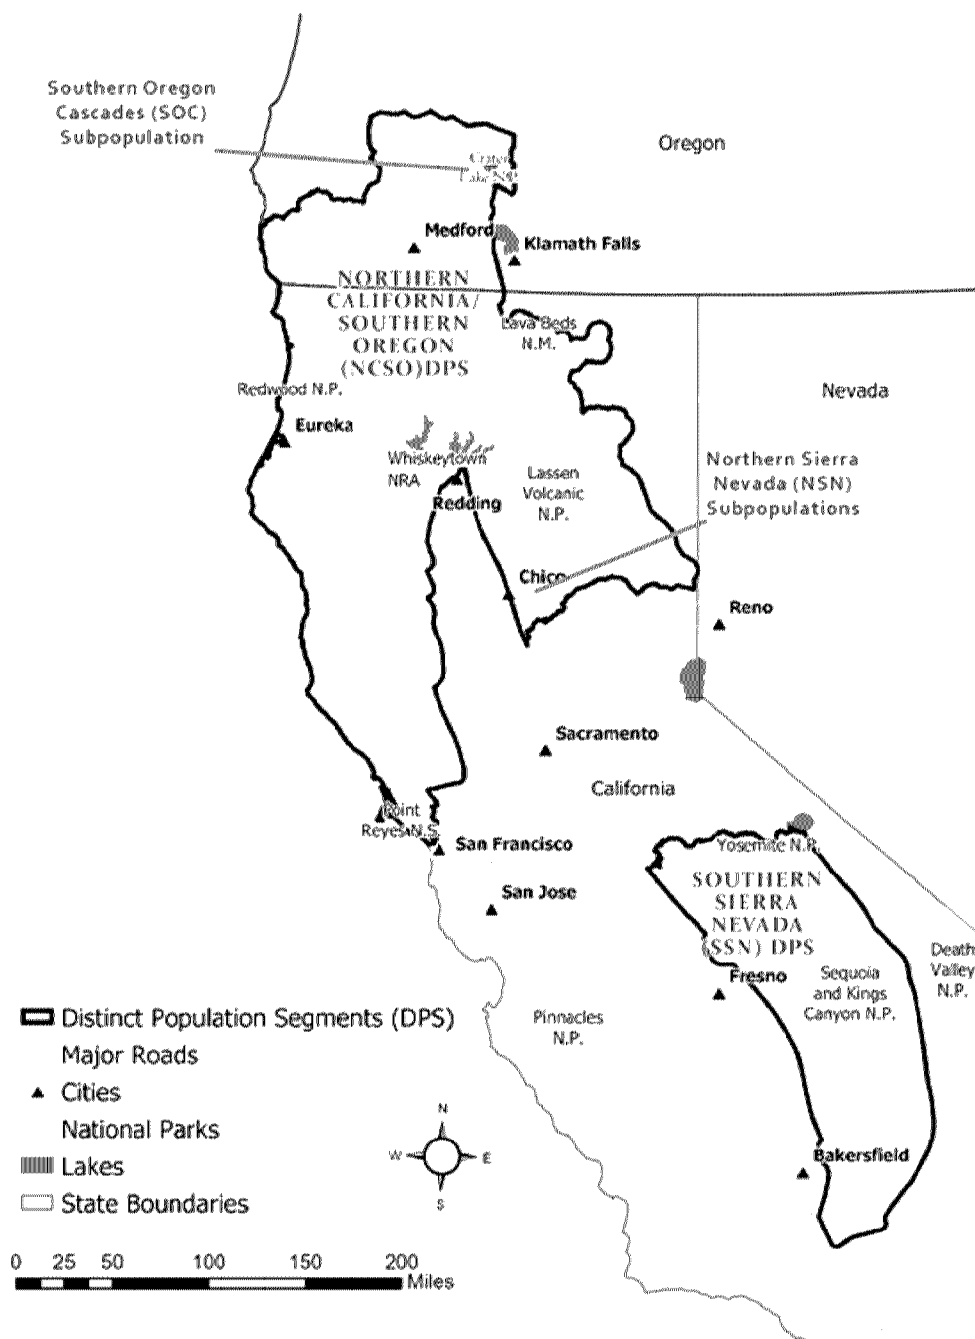 Southern Oregon
Cascades (SOC)
Subpopulation
Oregon
Crater
Lake N.P.
Medford
Klamath Falls
NORTHERN
CALIFORNIA/
SOUTHERN
OREGON
(NCSO) DPS
Lava Beds
N.M.
Redwood N.P.
Nevada
Eureka
Whiskeytown
NRA
Redding
Lassen
Volcanic
N.P.
Northern Sierra
Nevada (NSN)
Subpopulations
Chico
Reno
Sacramento
California
Point
Reyes N.S.
San Francisco
Yosemite N.P.
San Jose
SOUTHERN
SIERRA
NEVADA
(SSN) DPS
Fresno
Sequoia
and Kings
Canyon N.P.
Death
Valley
N.P.
Pinnacles
N.P.
Bakersfield
Distinct Population Segments (DPS)
Major Roads
Cities
National Parks
Lakes
State Boundaries
N
W
E
S
0 25 50 100 150 200
Miles